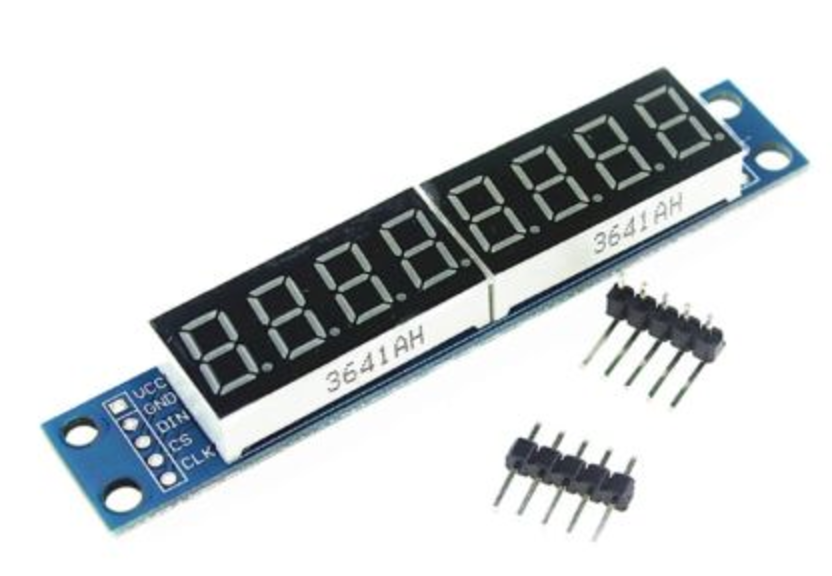 3641AH
3641AH
VCC
GND
DIN
CS
CLK